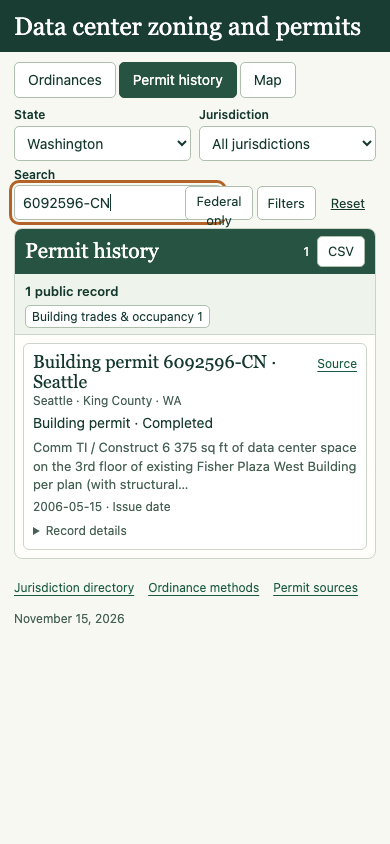 Data center zoning and permits
Ordinances
Permit history
Map
State
Jurisdiction
Washington
All jurisdictions
Search
6092596-CN
Federal
only
Filters
Reset
Permit history
1
CSV
1 public record
Building trades & occupancy 1
Building permit 6092596-CN ·
Seattle
Source
Seattle · King County · WA
Building permit · Completed
Comm TI / Construct 6 375 sq ft of data center space
on the 3rd floor of existing Fisher Plaza West Building
per plan (with structural...
2006-05-15 · Issue date
▶ Record details
Jurisdiction directory
Ordinance methods
Permit sources
November 15, 2026